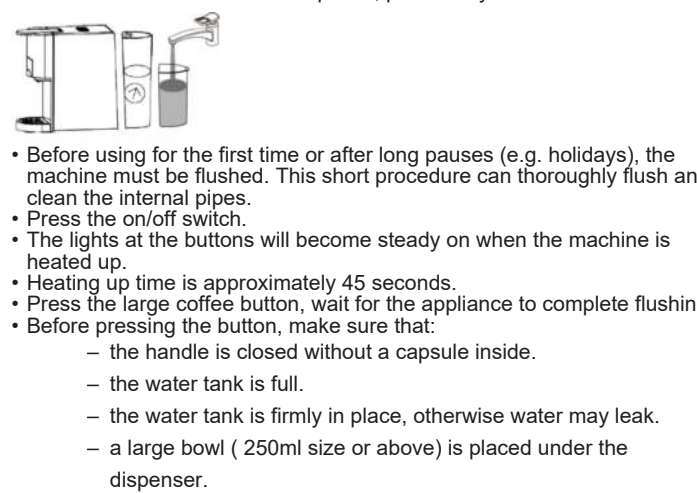 • Before using for the first time or after long pauses (e.g. holidays), the
machine must be flushed. This short procedure can thoroughly flush an
clean the internal pipes.
• Press the on/off switch.
• The lights at the buttons will become steady on when the machine is
heated up.
• Heating up time is approximately 45 seconds.
• Press the large coffee button, wait for the appliance to complete flushin
• Before pressing the button, make sure that:
– the handle is closed without a capsule inside.
– the water tank is full.
– the water tank is firmly in place, otherwise water may leak.
– a large bowl ( 250ml size or above) is placed under the
dispenser.